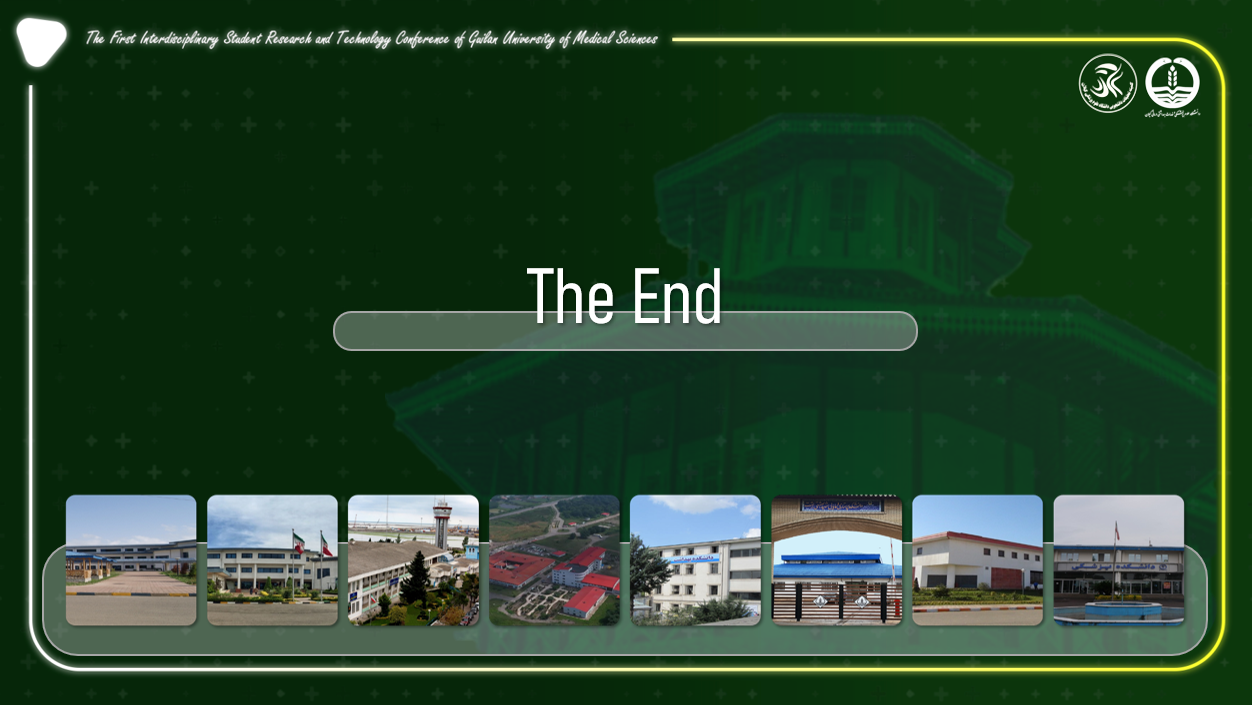 The First Interdisciplinary Student Research and Technology Conference of Guilan University of Medical Sciences
The End